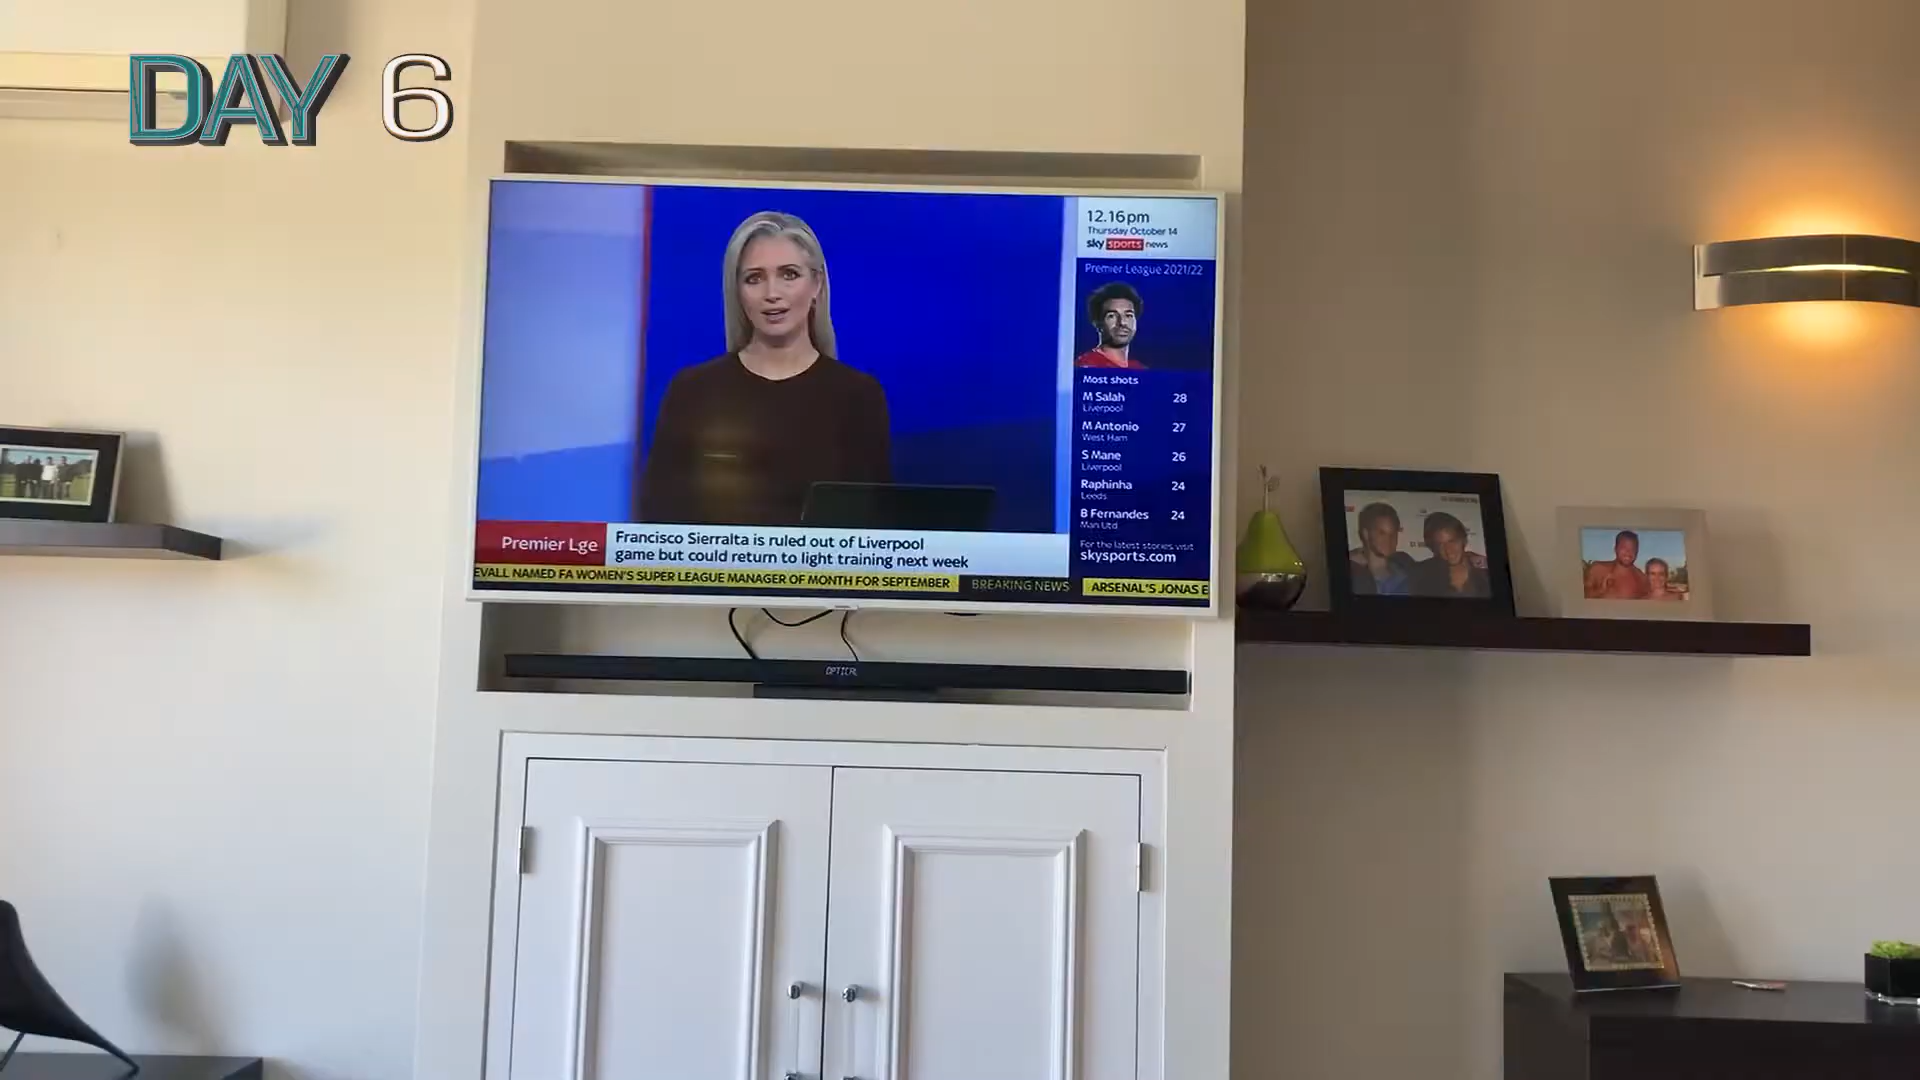 DAY 6
12.16pm
Thursday October 14
sky sports news
Premier League 2021/22
Most shots
M Salah 28
Liverpool
M Antonio 27
West Ham
S Mane 26
Liverpool
Raphinha 24
Leeds
B Fernandes 24
Man Utd
For the latest stories visit
skysports.com
Premier Lge
Francisco Sierralta is ruled out of Liverpool
game but could return to light training next week
EVALL NAMED FA WOMEN'S SUPER LEAGUE MANAGER OF MONTH FOR SEPTEMBER BREAKING NEWS ARSENAL'S JONAS E
OPTICAL